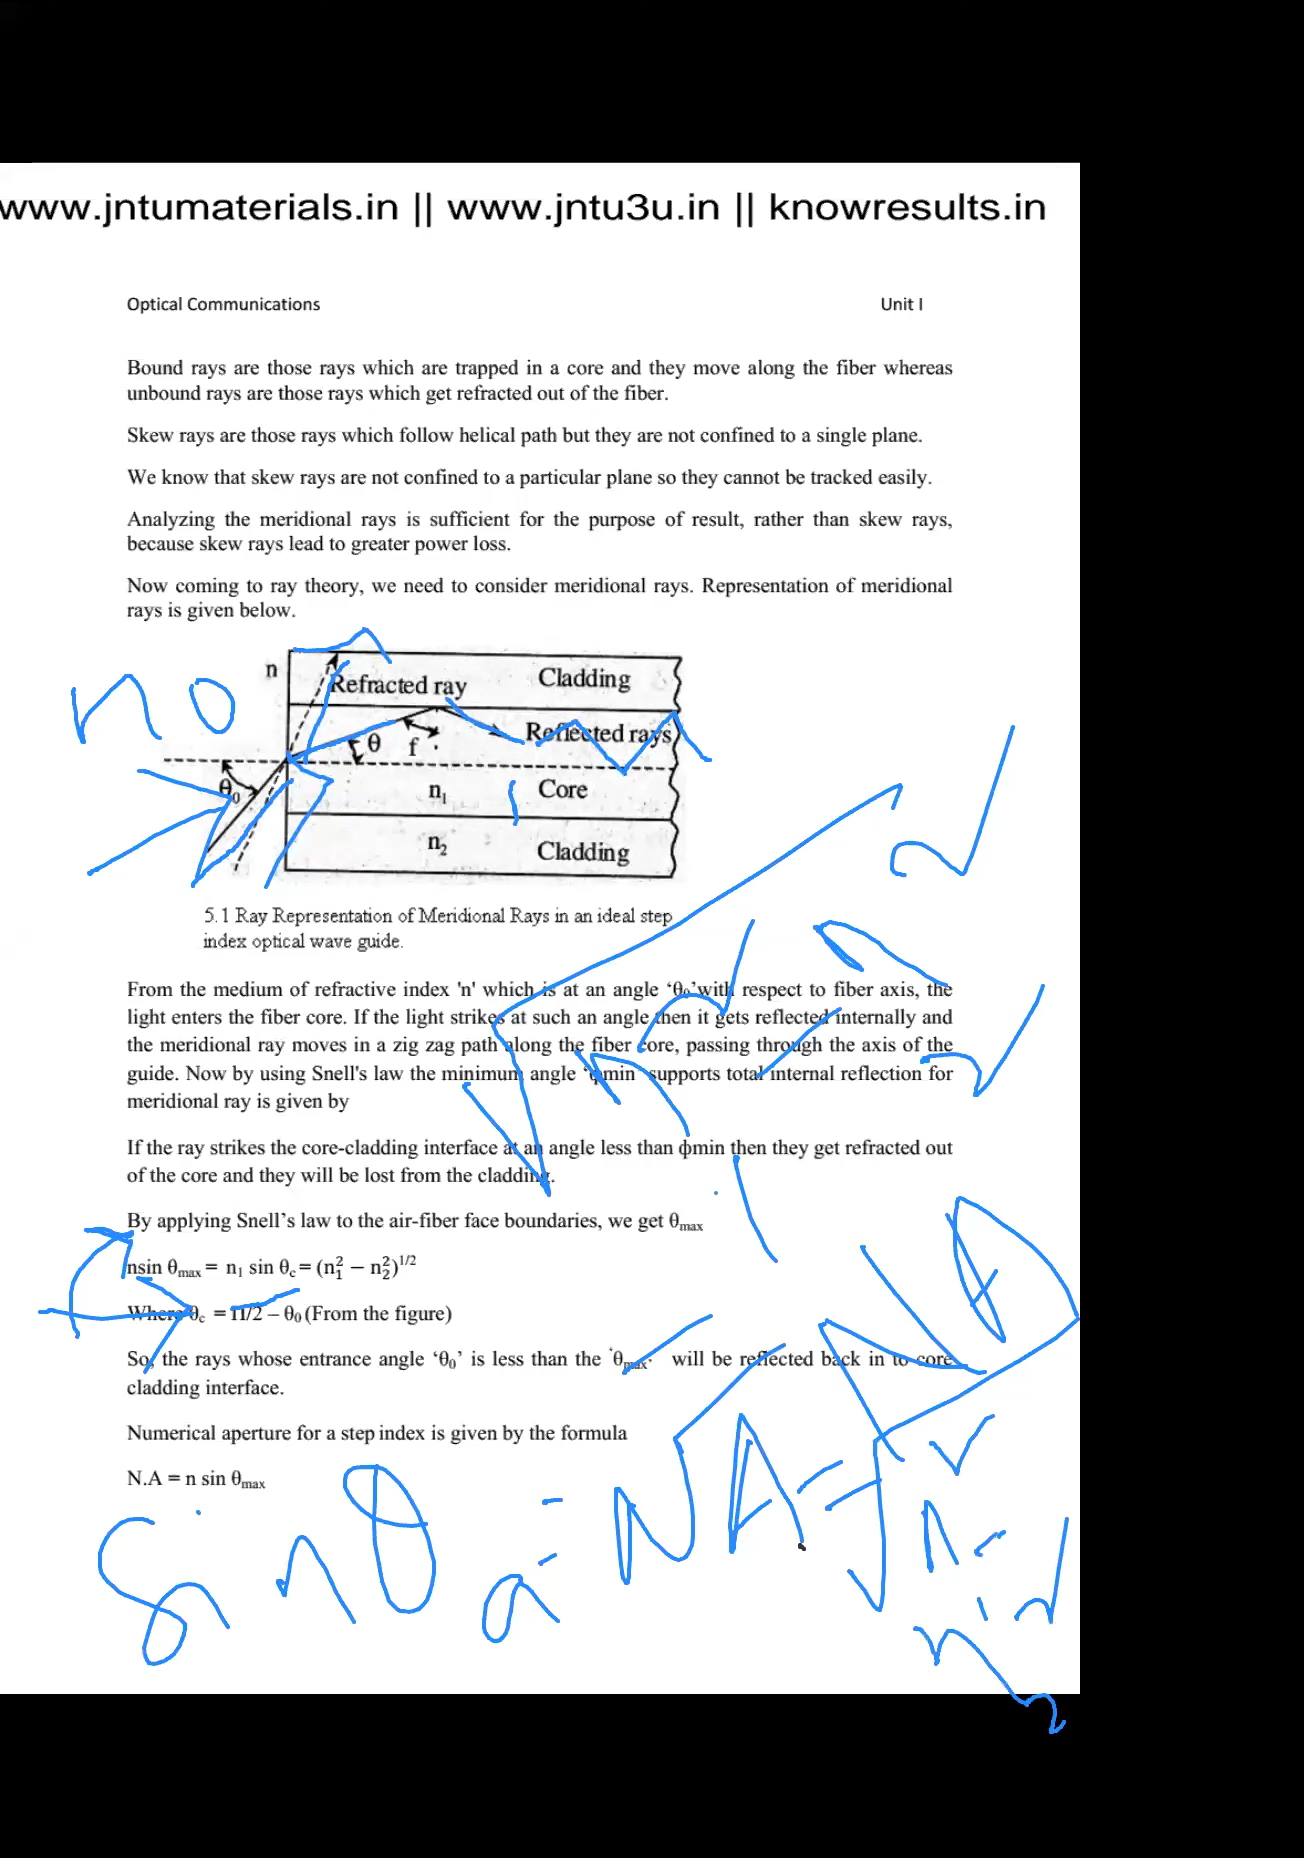 www.jntumaterials.in || www.jntu3u.in || knowresults.in
Optical Communications Unit I
Bound rays are those rays which are trapped in a core and they move along the fiber whereas
unbound rays are those rays which get refracted out of the fiber.
Skew rays are those rays which follow helical path but they are not confined to a single plane.
We know that skew rays are not confined to a particular plane so they cannot be tracked easily.
Analyzing the meridional rays is sufficient for the purpose of result, rather than skew rays,
because skew rays lead to greater power loss.
Now coming to ray theory, we need to consider meridional rays. Representation of meridional
rays is given below.
n
no
Refracted ray Cladding
θ f Reflected rays
θ₀
n₁ Core
n₂ Cladding
5.1 Ray Representation of Meridional Rays in an ideal step
index optical wave guide.
From the medium of refractive index 'n' which is at an angle ‘θ₀’with respect to fiber axis, the
light enters the fiber core. If the light strikes at such an angle then it gets reflected internally and
the meridional ray moves in a zig zag path along the fiber core, passing through the axis of the
guide. Now by using Snell's law the minimum angle ‘φmin supports total internal reflection for
meridional ray is given by
If the ray strikes the core-cladding interface at an angle less than ϕmin then they get refracted out
of the core and they will be lost from the cladding.
By applying Snell’s law to the air-fiber face boundaries, we get θmax
nsin θmax = n₁ sin θc = (n₁² − n₂²)^1/2
Where θc = Π/2 – θ₀ (From the figure)
So, the rays whose entrance angle ‘θ₀’ is less than the ‘θmax’ will be reflected back in to core
cladding interface.
Numerical aperture for a step index is given by the formula
N.A = n sin θmax
Sinθa = NA =